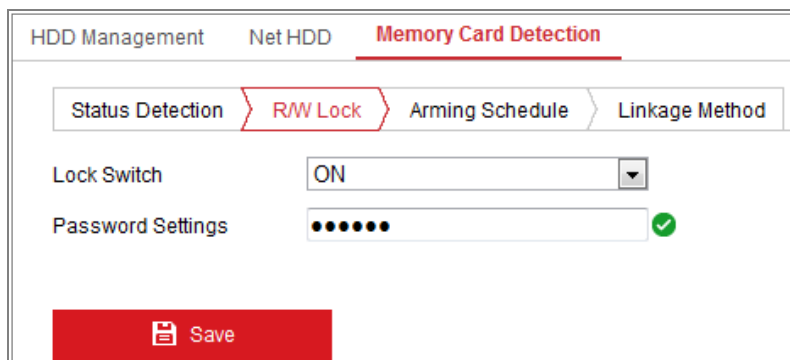 HDD Management Net HDD Memory Card Detection
Status Detection R/W Lock Arming Schedule Linkage Method
Lock Switch ON
Password Settings ••••••
Save